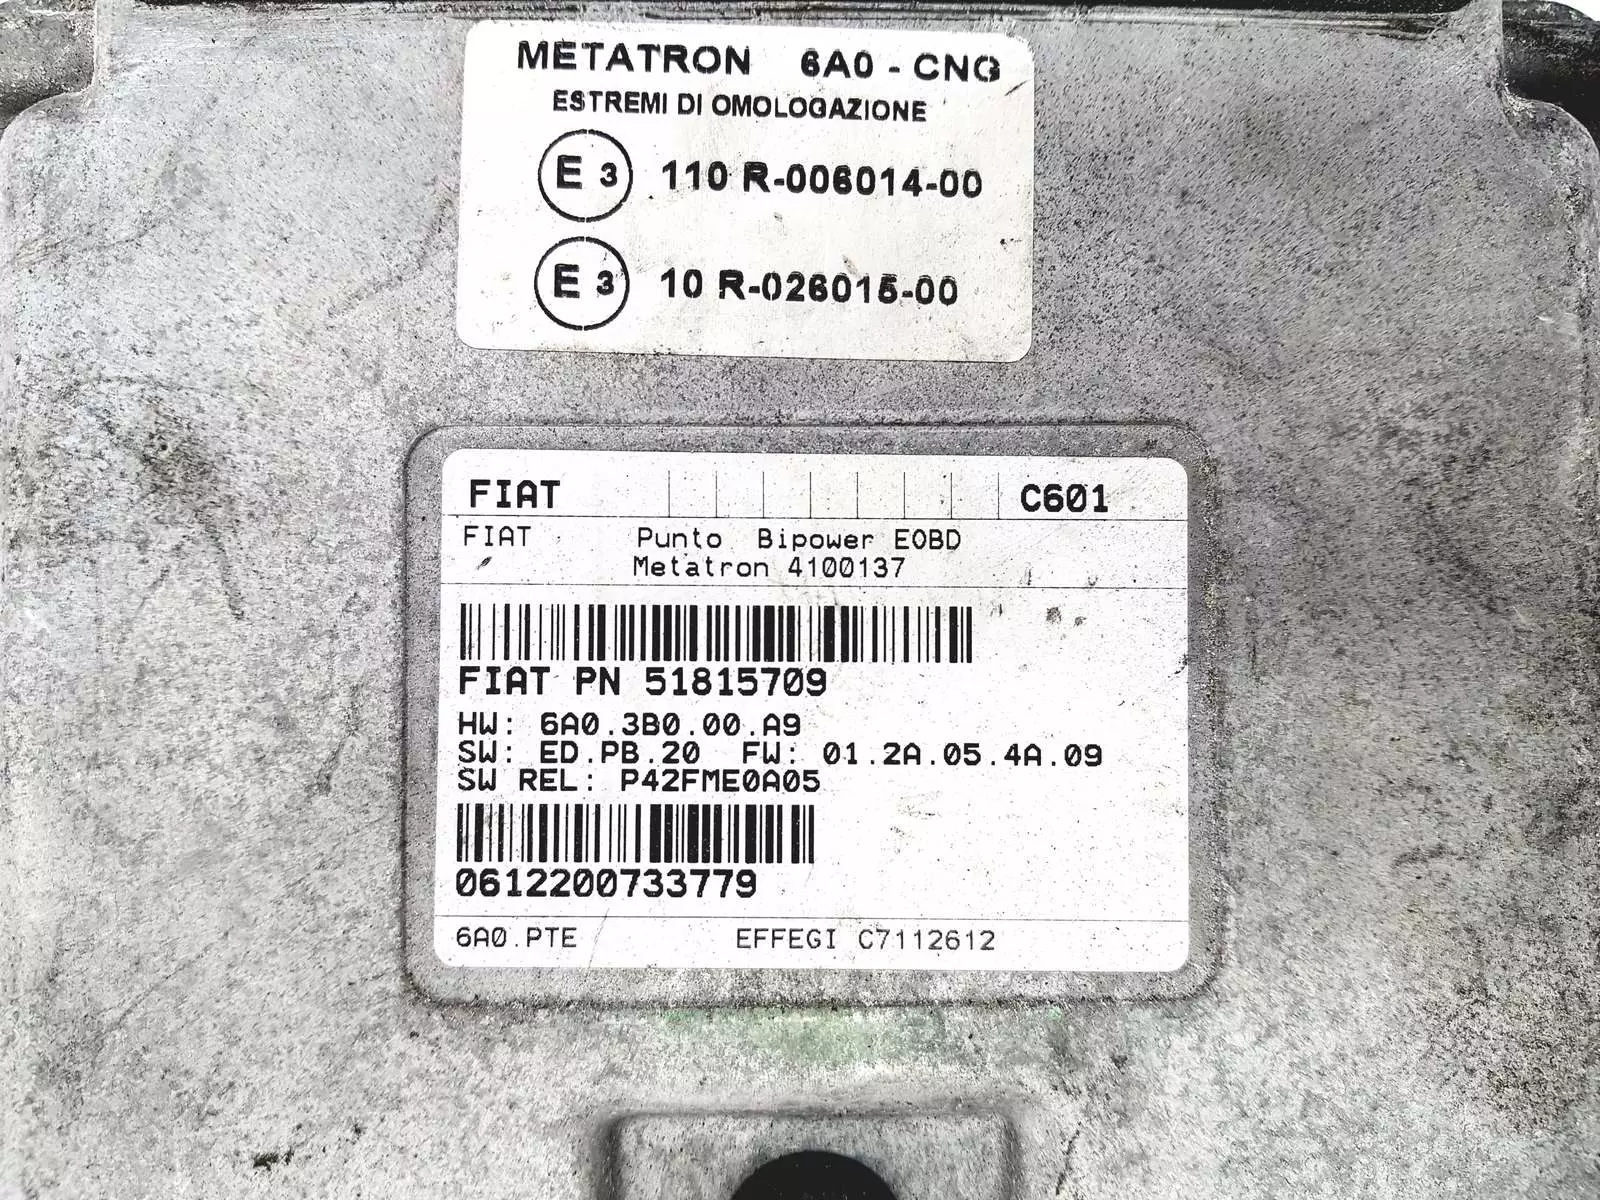 METATRON 6A0 - CNG
ESTREMI DI OMOLOGAZIONE
E 3 110 R-006014-00
E 3 10 R-026015-00
FIAT C601
FIAT Punto Bipower EOBD
Metatron 4100137
FIAT PN 51815709
HW: 6A0.3B0.00.A9
SW: ED.PB.20 FW: 01.2A.05.4A.09
SW REL: P42FME0A05
0612200733779
6A0.PTE EFFEGI C7112612